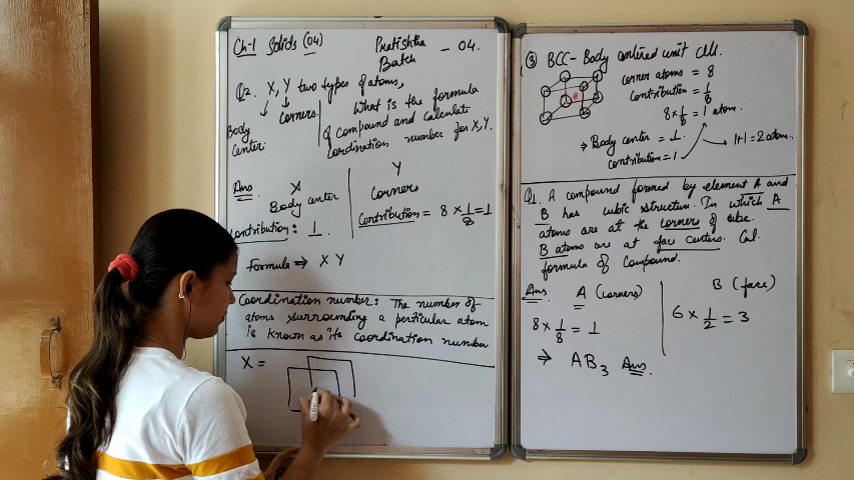 Ch-1 Solids (04) Pratishtha Batch - 04.
Q2. X, Y two types of atoms,
Body center corners.
What is the formula
of compound and calculate
coordination number for X, Y.
Ans. X Y
Body center Corners
Contribution: 1. Contribution = 8 × 1/8 = 1
Formula ⇒ X Y
Coordination number: The number of
atoms surrounding a perticular atom
is known as its coordination number
X =
③ BCC - Body centered unit cell.
corner atoms = 8
contribution = 1/8
8 × 1/8 = 1 atom.
⇒ Body center = 1.
contribution = 1
1+1 = 2 atom.
Q1. A compound formed by element A and
B has cubic structure. In which A
atoms are at the corners of cube.
B atoms are at face centers. Cal.
formula of compound.
Ans. A (corners) B (face)
8 × 1/8 = 1 6 × 1/2 = 3
⇒ AB3 Ans.